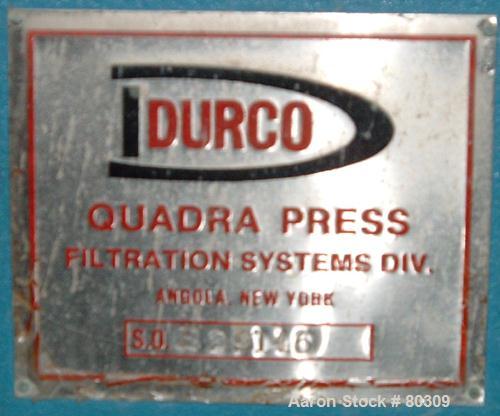 DURCO
QUADRA PRESS
FILTRATION SYSTEMS DIV.
ANGOLA, NEW YORK
S.O.
Aaron Stock # 80309